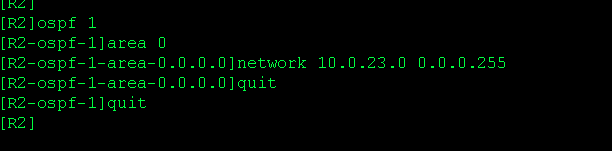 [R2]
[R2]ospf 1
[R2-ospf-1]area 0
[R2-ospf-1-area-0.0.0.0]network 10.0.23.0 0.0.0.255
[R2-ospf-1-area-0.0.0.0]quit
[R2-ospf-1]quit
[R2]